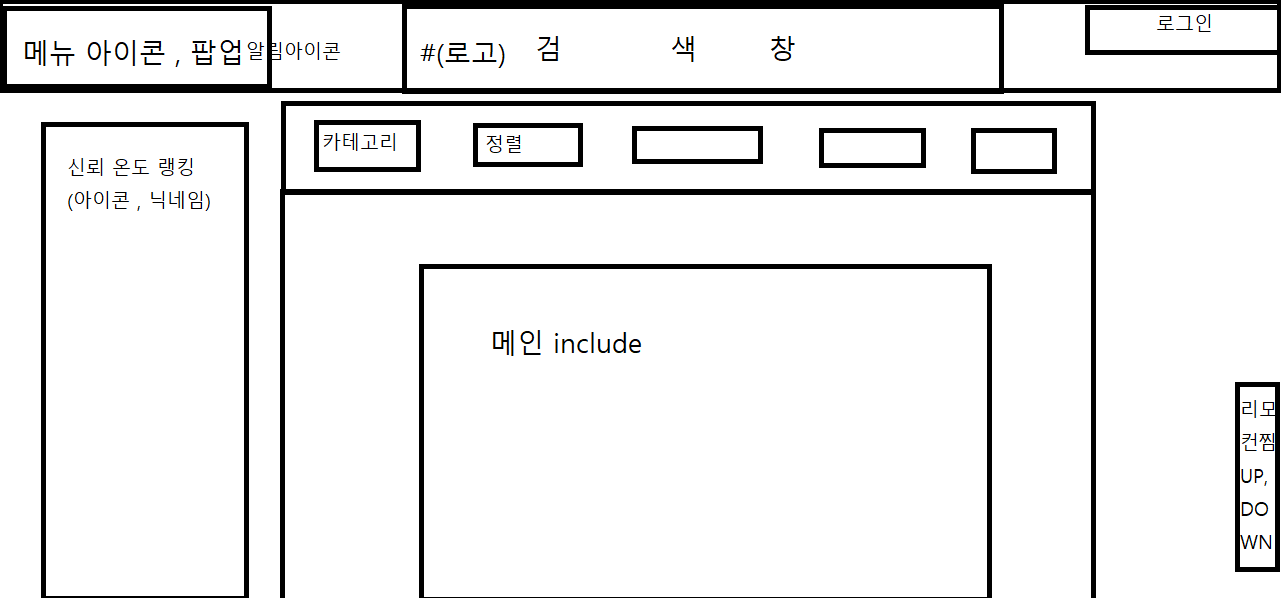 메뉴 아이콘 , 팝업 알림아이콘
#(로고) 검 색 창
로그인
카테고리
정렬
신뢰 온도 랭킹
(아이콘 , 닉네임)
메인 include
리모
컨찜
UP,
DO
WN